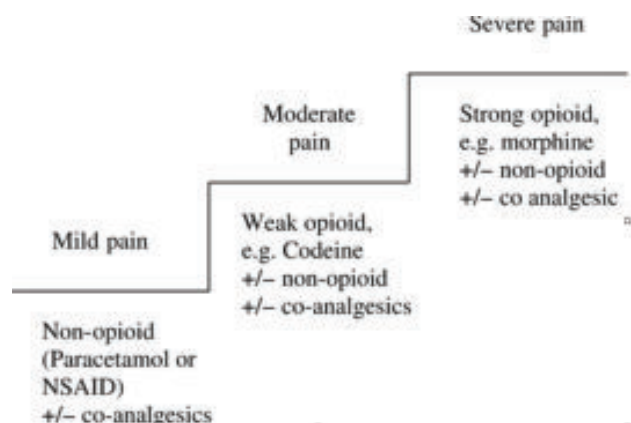 Severe pain
Strong opioid,
e.g. morphine
+/– non-opioid
+/– co analgesic
Moderate
pain
Weak opioid,
e.g. Codeine
+/– non-opioid
+/– co-analgesics
Mild pain
Non-opioid
(Paracetamol or
NSAID)
+/– co-analgesics